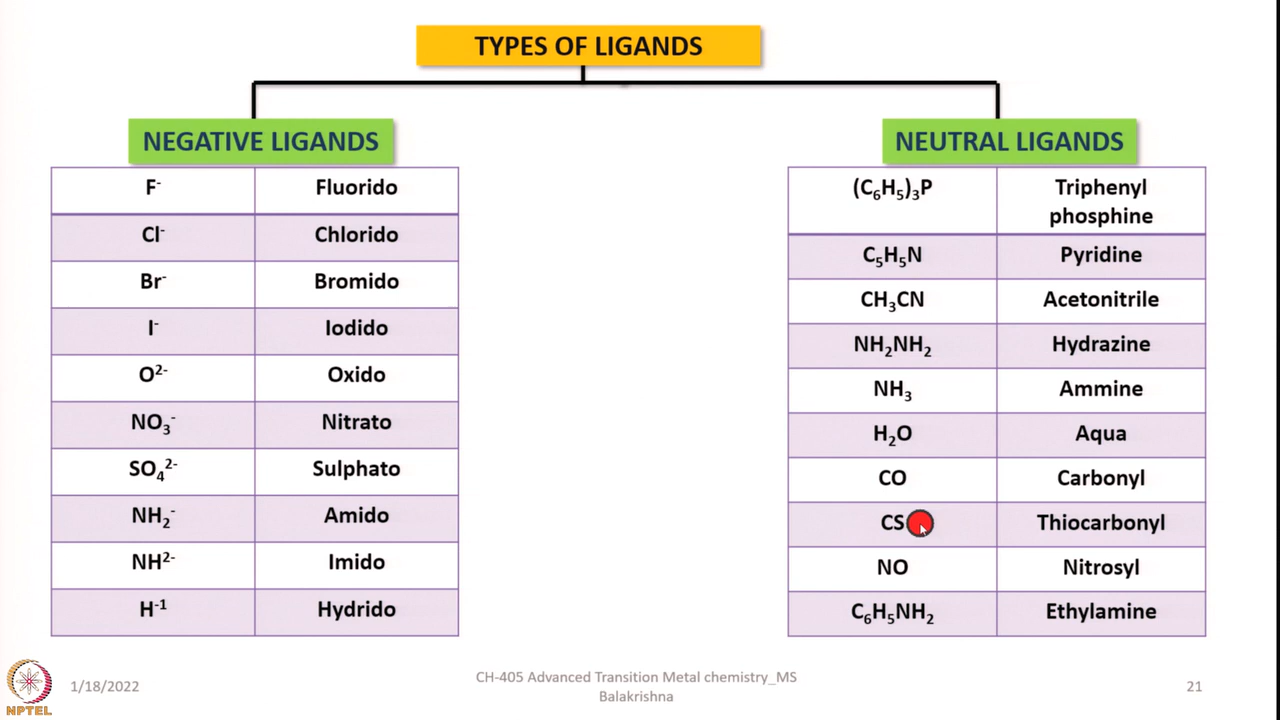 TYPES OF LIGANDS
NEGATIVE LIGANDS
F⁻ Fluorido
Cl⁻ Chlorido
Br⁻ Bromido
I⁻ Iodido
O²⁻ Oxido
NO₃⁻ Nitrato
SO₄²⁻ Sulphato
NH₂⁻ Amido
NH²⁻ Imido
H⁻¹ Hydrido
NEUTRAL LIGANDS
(C₆H₅)₃P Triphenyl
phosphine
C₅H₅N Pyridine
CH₃CN Acetonitrile
NH₂NH₂ Hydrazine
NH₃ Ammine
H₂O Aqua
CO Carbonyl
CS Thiocarbonyl
NO Nitrosyl
C₆H₅NH₂ Ethylamine
NPTEL
1/18/2022
CH-405 Advanced Transition Metal chemistry_MS
Balakrishna
21